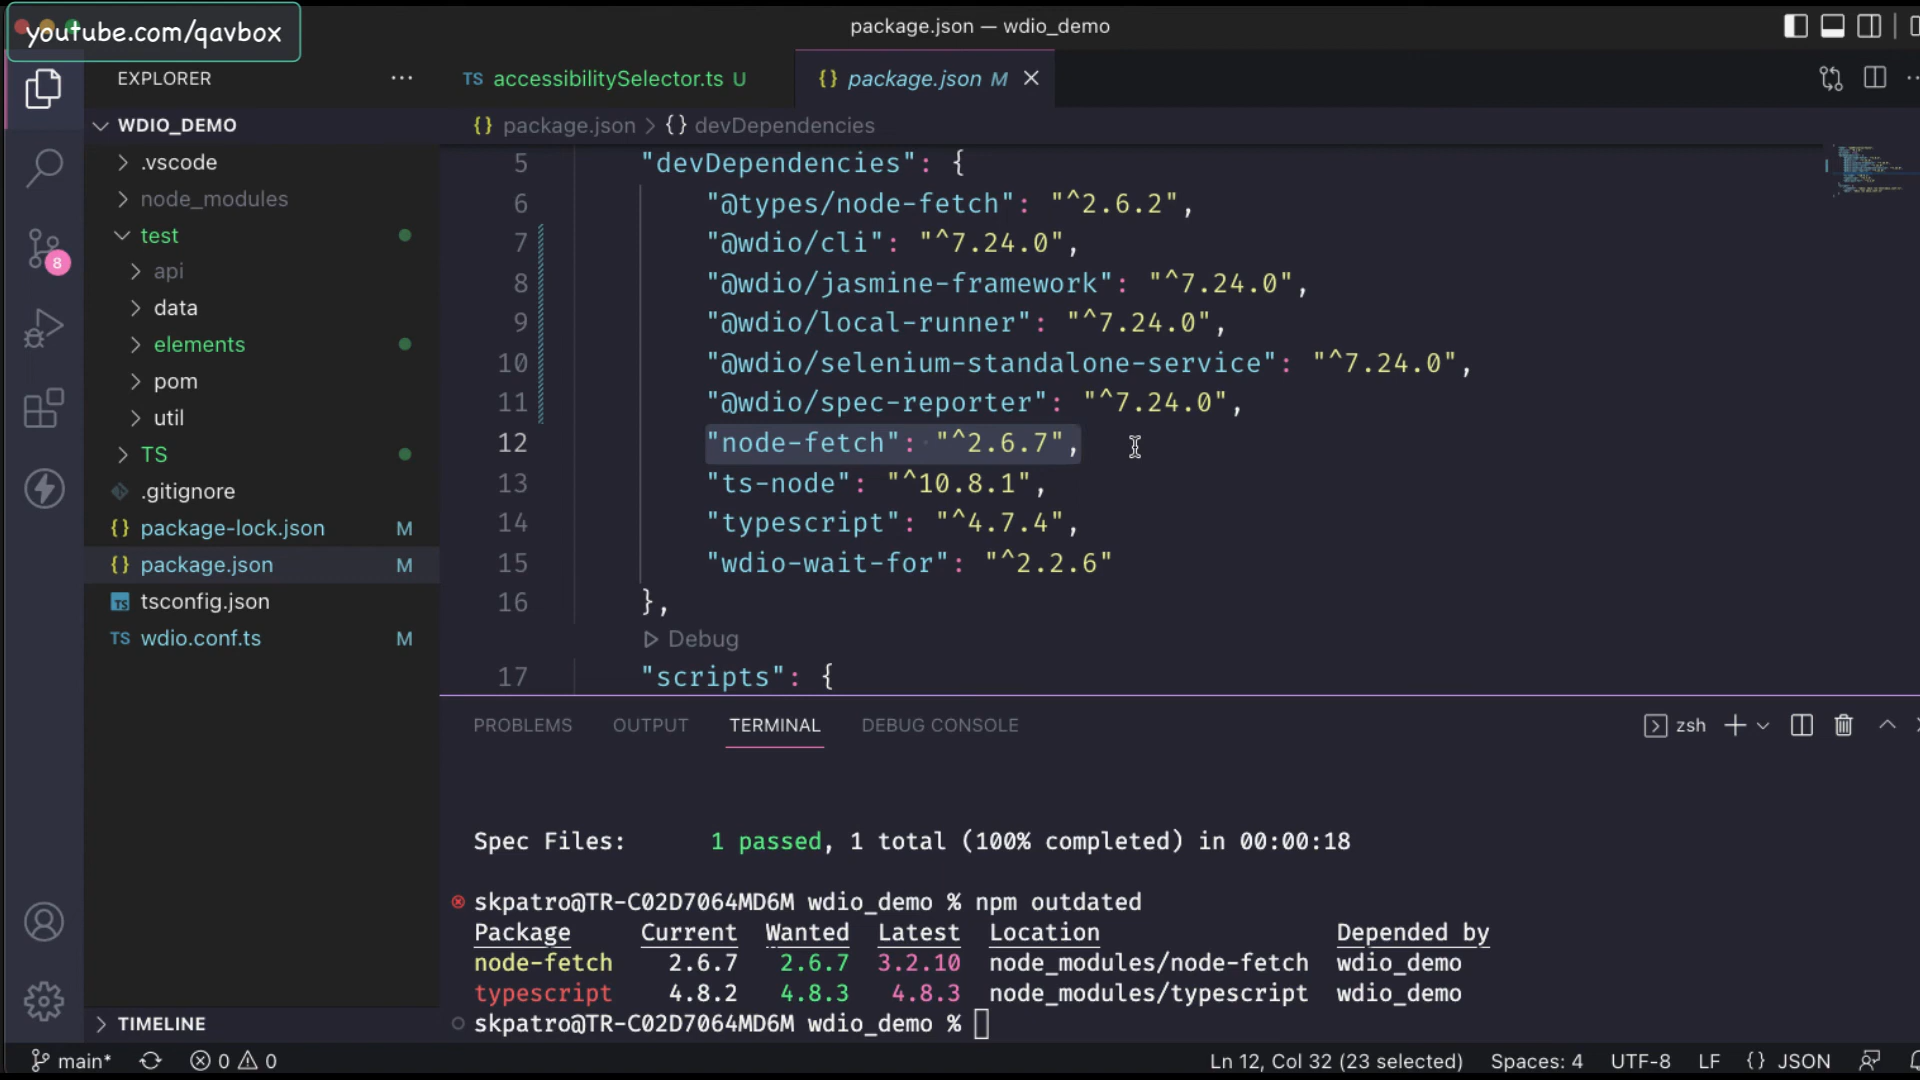 youtube.com/qavbox
package.json — wdio_demo
EXPLORER
TS accessibilitySelector.ts U
{} package.json M
WDIO_DEMO
{} package.json > {} devDependencies
.vscode
node_modules
test
api
data
elements
pom
util
TS
.gitignore
{} package-lock.json M
{} package.json M
TS tsconfig.json
TS wdio.conf.ts M
8
TIMELINE
5 "devDependencies": {
6 "@types/node-fetch": "^2.6.2",
7 "@wdio/cli": "^7.24.0",
8 "@wdio/jasmine-framework": "^7.24.0",
9 "@wdio/local-runner": "^7.24.0",
10 "@wdio/selenium-standalone-service": "^7.24.0",
11 "@wdio/spec-reporter": "^7.24.0",
12 "node-fetch": "^2.6.7",
13 "ts-node": "^10.8.1",
14 "typescript": "^4.7.4",
15 "wdio-wait-for": "^2.2.6"
16 },
Debug
17 "scripts": {
PROBLEMS OUTPUT TERMINAL DEBUG CONSOLE
zsh
Spec Files: 1 passed, 1 total (100% completed) in 00:00:18
skpatro@TR-C02D7064MD6M wdio_demo % npm outdated
Package Current Wanted Latest Location Depended by
node-fetch 2.6.7 2.6.7 3.2.10 node_modules/node-fetch wdio_demo
typescript 4.8.2 4.8.3 4.8.3 node_modules/typescript wdio_demo
skpatro@TR-C02D7064MD6M wdio_demo %
main* 0 0 Ln 12, Col 32 (23 selected) Spaces: 4 UTF-8 LF {} JSON